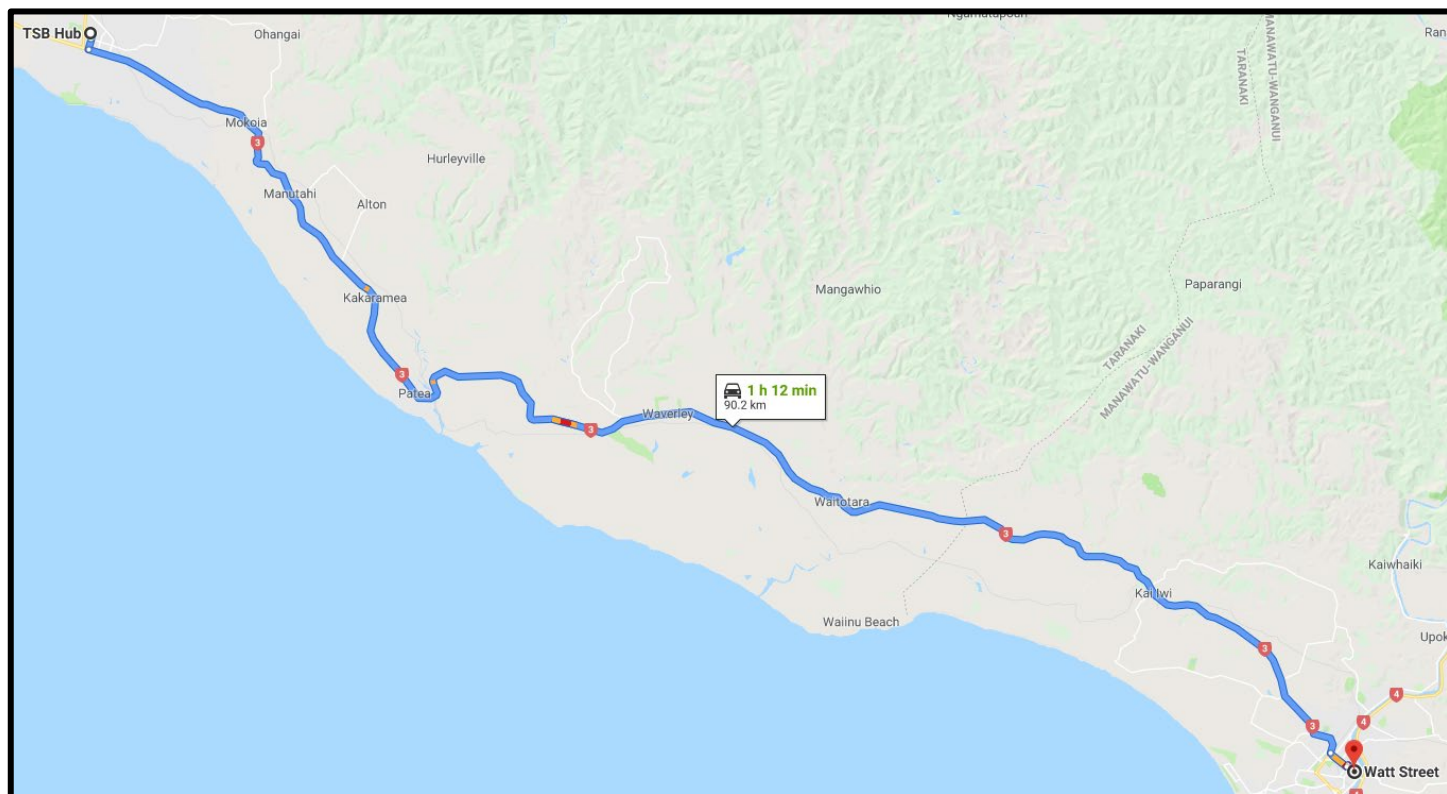 Ngamatapouri
TSB Hub
Ohangai
Ran
MANAWATU-WANGANUI
TARANAKI
Mokoia
3
Hurleyville
Manutahi
Alton
Kakaramea
Mangawhio
Paparangi
TARANAKI
MANAWATU-WANGANUI
3
Patea
1 h 12 min
90.2 km
Waverley
3
Waitotara
3
Kaiwhaiki
Kai Iwi
Waiinu Beach
Upok
3
4
3
4
Watt Street
4